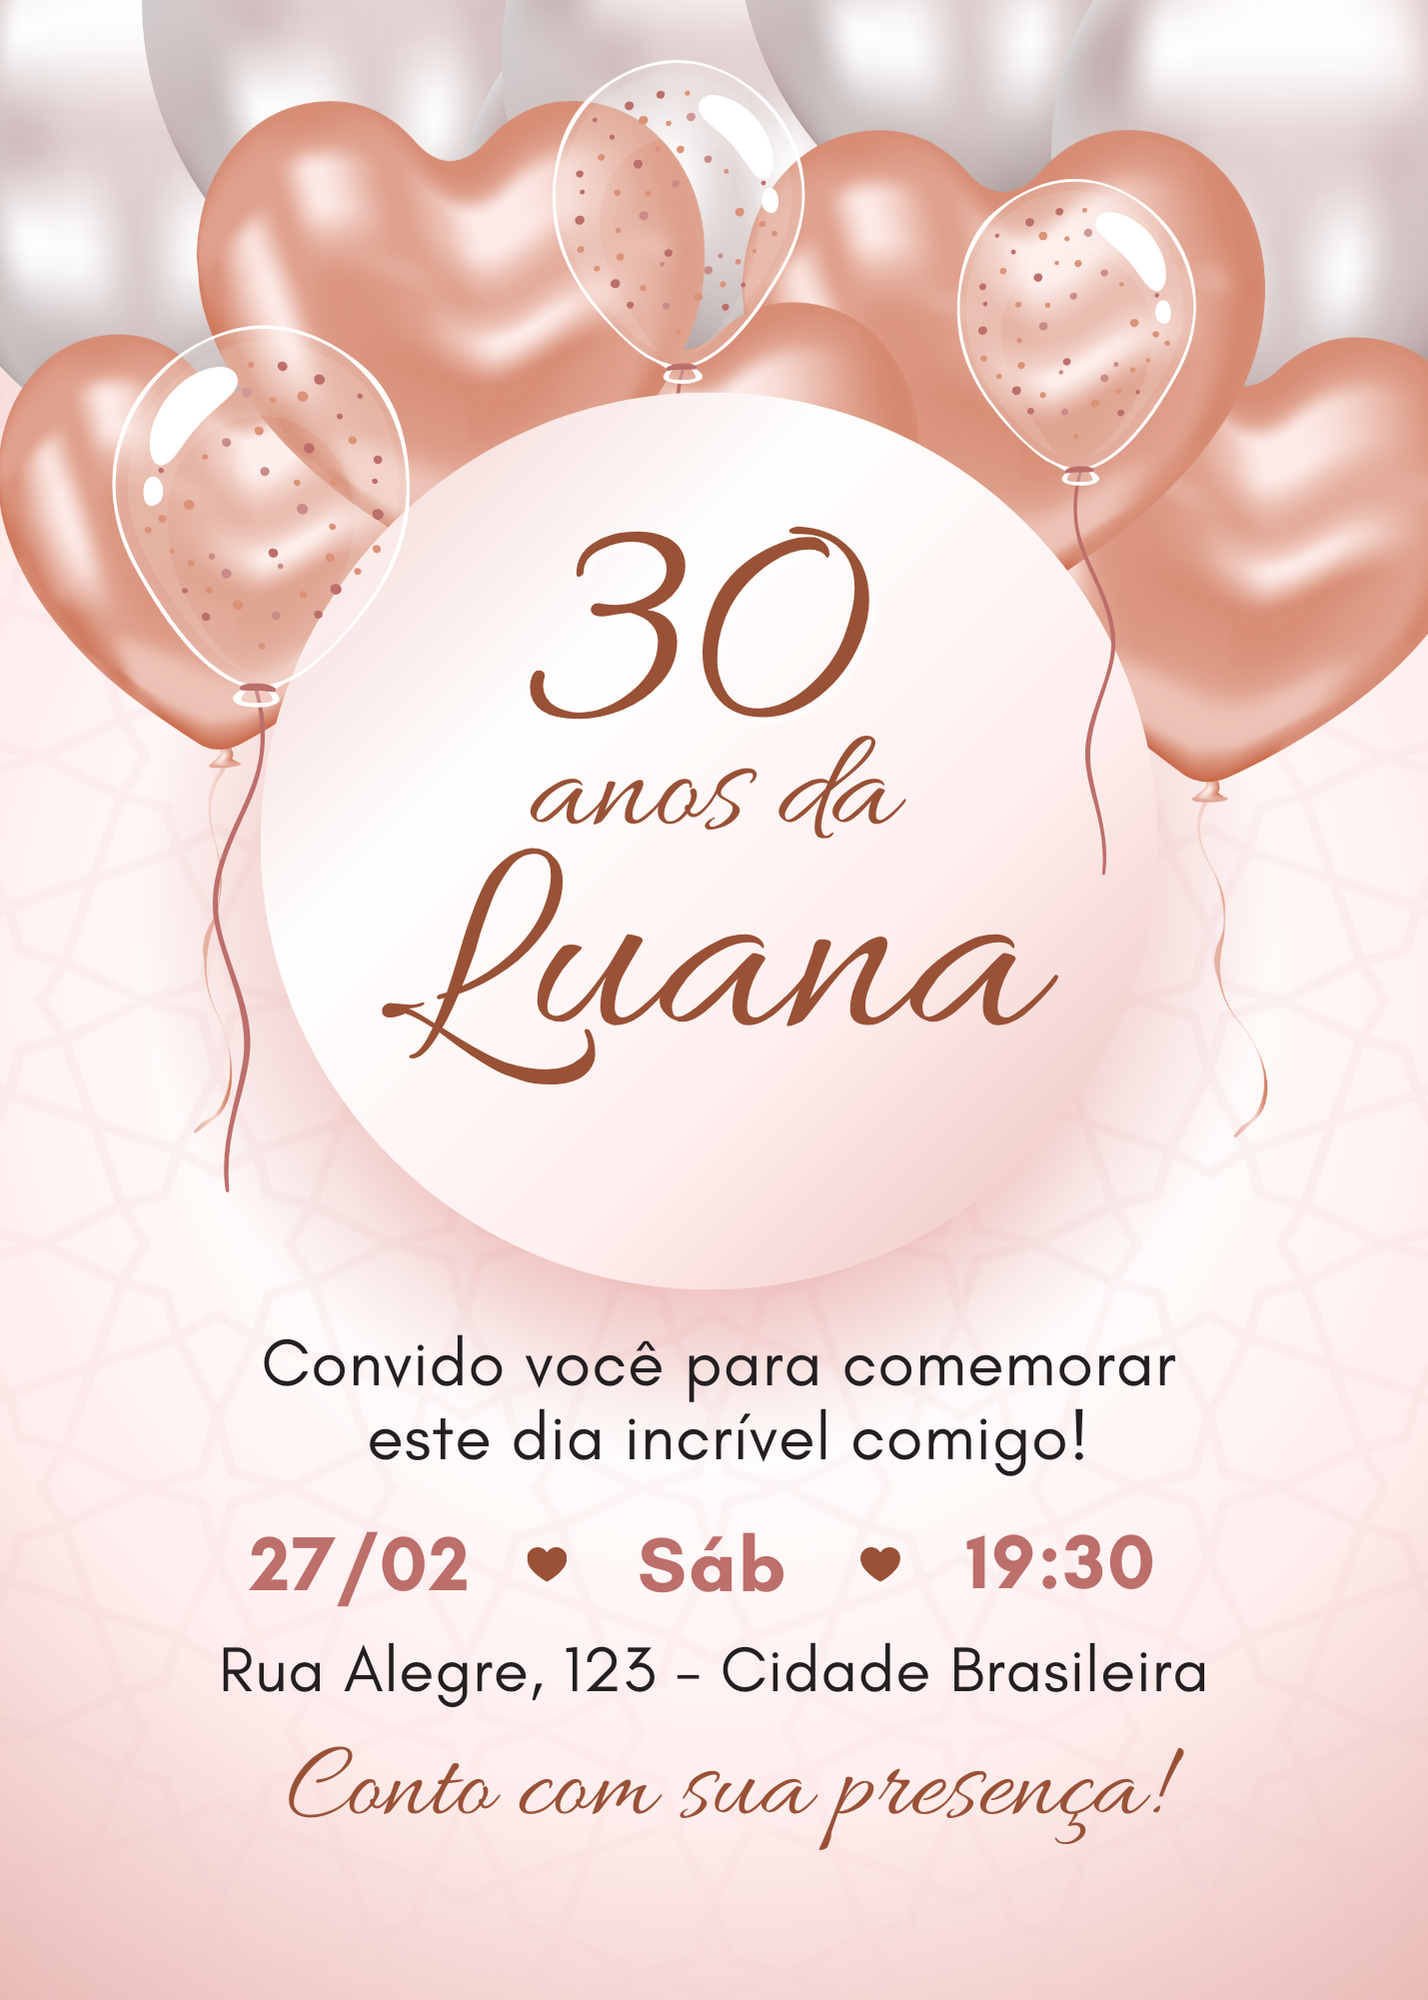 30
anos da
Luana
Convido você para comemorar
este dia incrível comigo!
27/02 Sáb 19:30
Rua Alegre, 123 - Cidade Brasileira
Conto com sua presença!